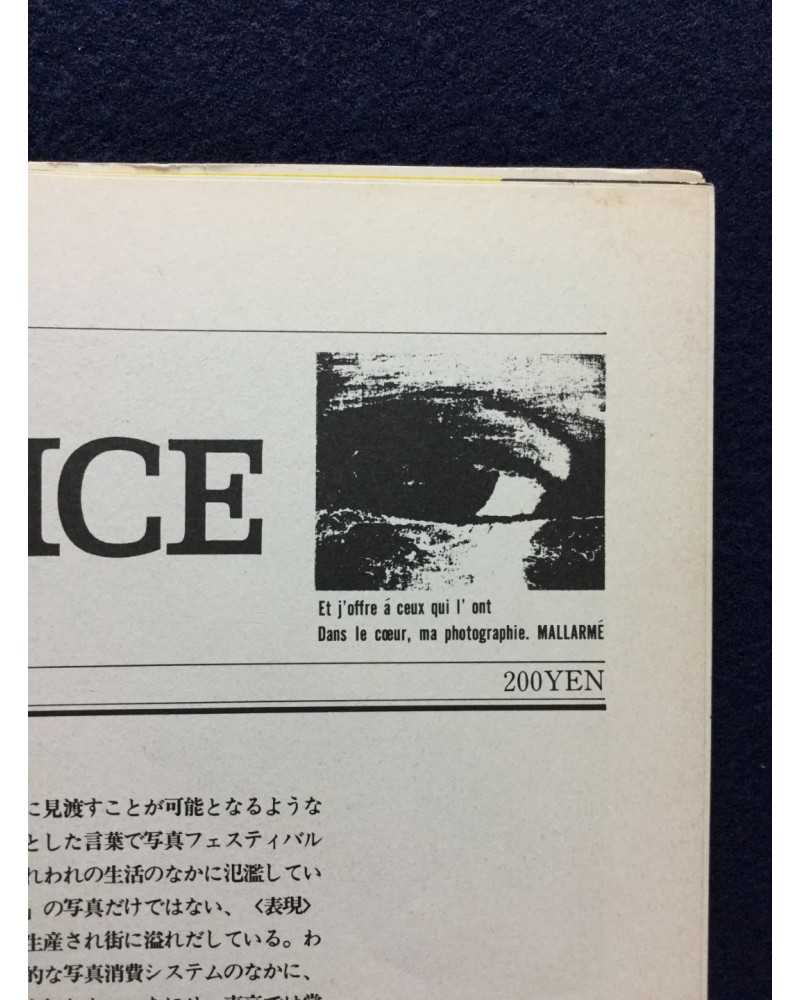 ICE
Et j'offre á ceux qui l' ont
Dans le cœur, ma photographie. MALLARMÉ
200YEN
に見渡すことが可能となるような
とした言葉で写真フェスティバル
れわれの生活のなかに氾濫してい
」の写真だけではない、〈表現〉
生産され街に溢れだしている。わ
的な写真消費システムのなかに、